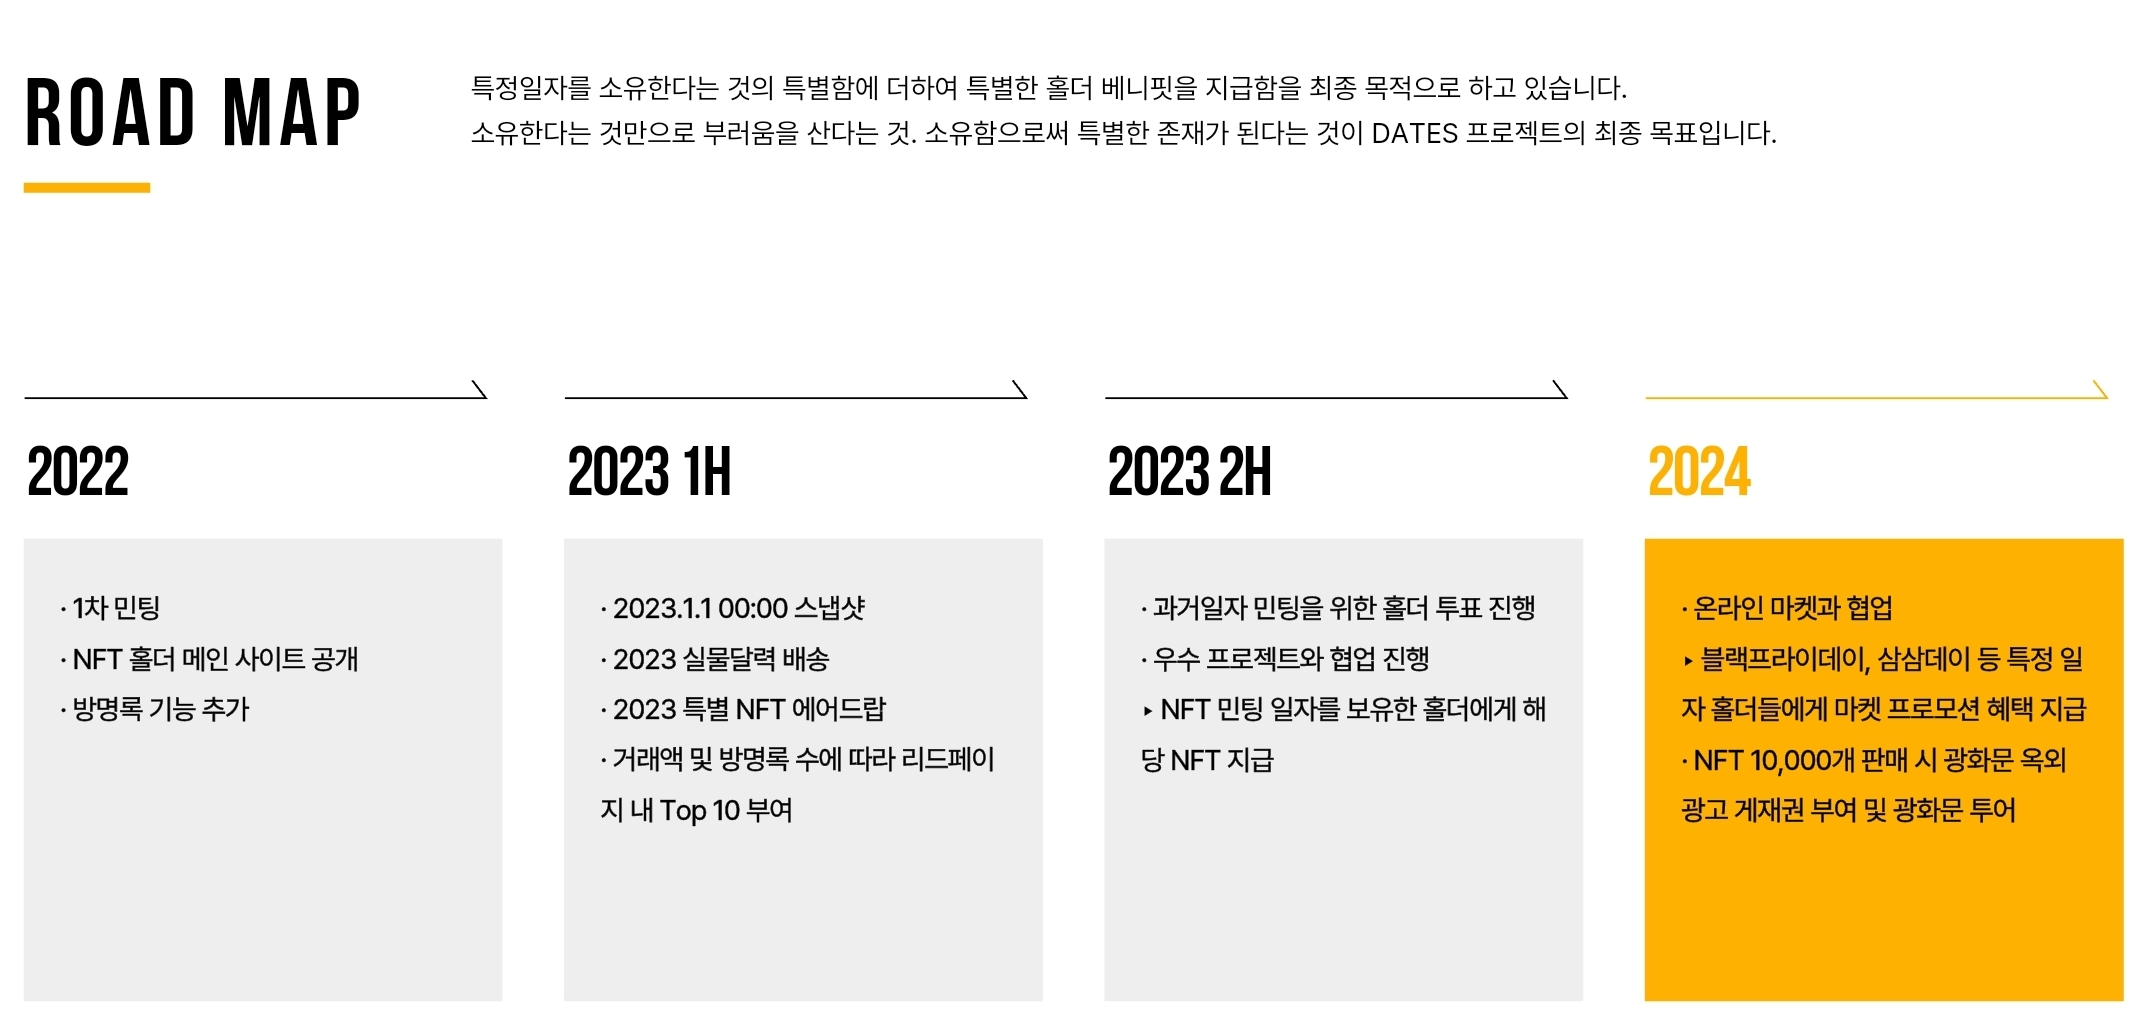 ROAD MAP
특정일자를 소유한다는 것의 특별함에 더하여 특별한 홀더 베니핏을 지급함을 최종 목적으로 하고 있습니다.
소유한다는 것만으로 부러움을 산다는 것. 소유함으로써 특별한 존재가 된다는 것이 DATES 프로젝트의 최종 목표입니다.
2022
· 1차 민팅
· NFT 홀더 메인 사이트 공개
· 방명록 기능 추가
2023 1H
· 2023.1.1 00:00 스냅샷
· 2023 실물달력 배송
· 2023 특별 NFT 에어드랍
· 거래액 및 방명록 수에 따라 리드페이
지 내 Top 10 부여
2023 2H
· 과거일자 민팅을 위한 홀더 투표 진행
· 우수 프로젝트와 협업 진행
‣ NFT 민팅 일자를 보유한 홀더에게 해
당 NFT 지급
2024
· 온라인 마켓과 협업
‣ 블랙프라이데이, 삼삼데이 등 특정 일
자 홀더들에게 마켓 프로모션 혜택 지급
· NFT 10,000개 판매 시 광화문 옥외
광고 게재권 부여 및 광화문 투어